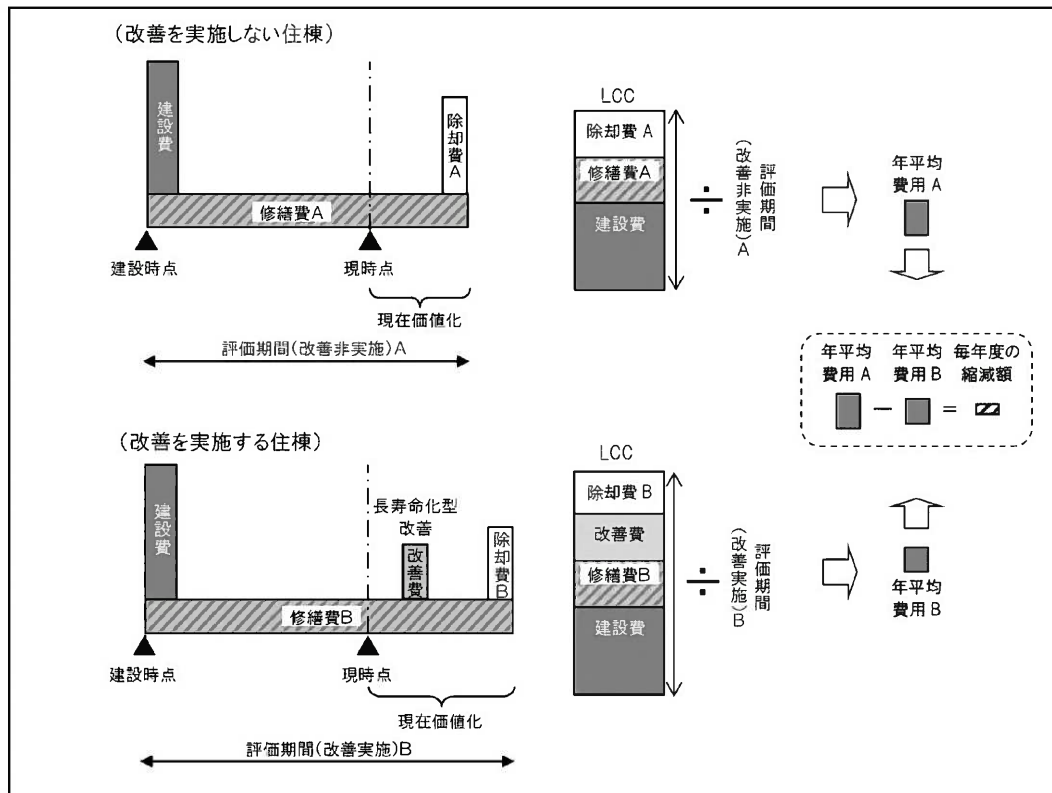 （改善を実施しない住棟）
建設費
除却費A
修繕費A
建設時点
現時点
現在価値化
評価期間（改善非実施）A
LCC
除却費A
修繕費A
建設費
÷
評価期間
（改善非実施）A
年平均
費用A
年平均
費用A
年平均
費用B
毎年度の
縮減額
－
＝
（改善を実施する住棟）
建設費
長寿命化型
改善
改善費
除却費B
修繕費B
建設時点
現時点
現在価値化
評価期間（改善実施）B
LCC
除却費B
改善費
修繕費B
建設費
÷
評価期間
（改善実施）B
年平均
費用B